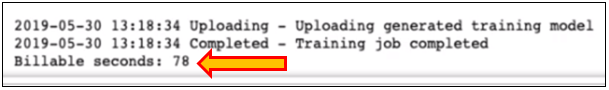 2019-05-30 13:18:34 Uploading - Uploading generated training model
2019-05-30 13:18:34 Completed - Training job completed
Billable seconds: 78